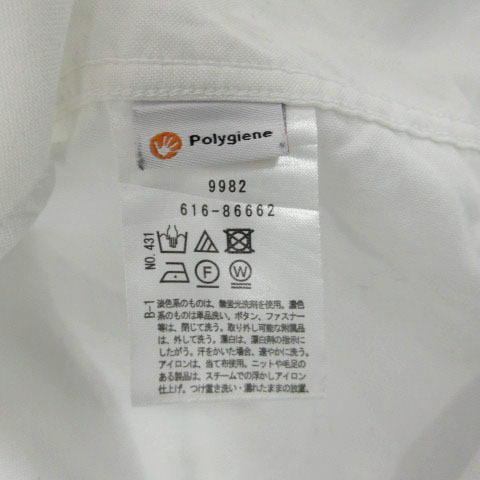 Polygiene
9982
616-86662
NO. 431
F
W
B-1
淡色系のものは、無蛍光洗剤を使用。濃色
系のものは単品洗い。ボタン、ファスナー
等は、閉じて洗う。取り外し可能な附属品
は、外して洗う。漂白は、漂白剤の指示に
したがう。汗をかいた場合、速やかに洗う。
アイロンは、当て布使用。ニットや毛足の
ある製品は、スチームでの浮かしアイロン
仕上げ。つけ置き洗い・濡れたままの放置、